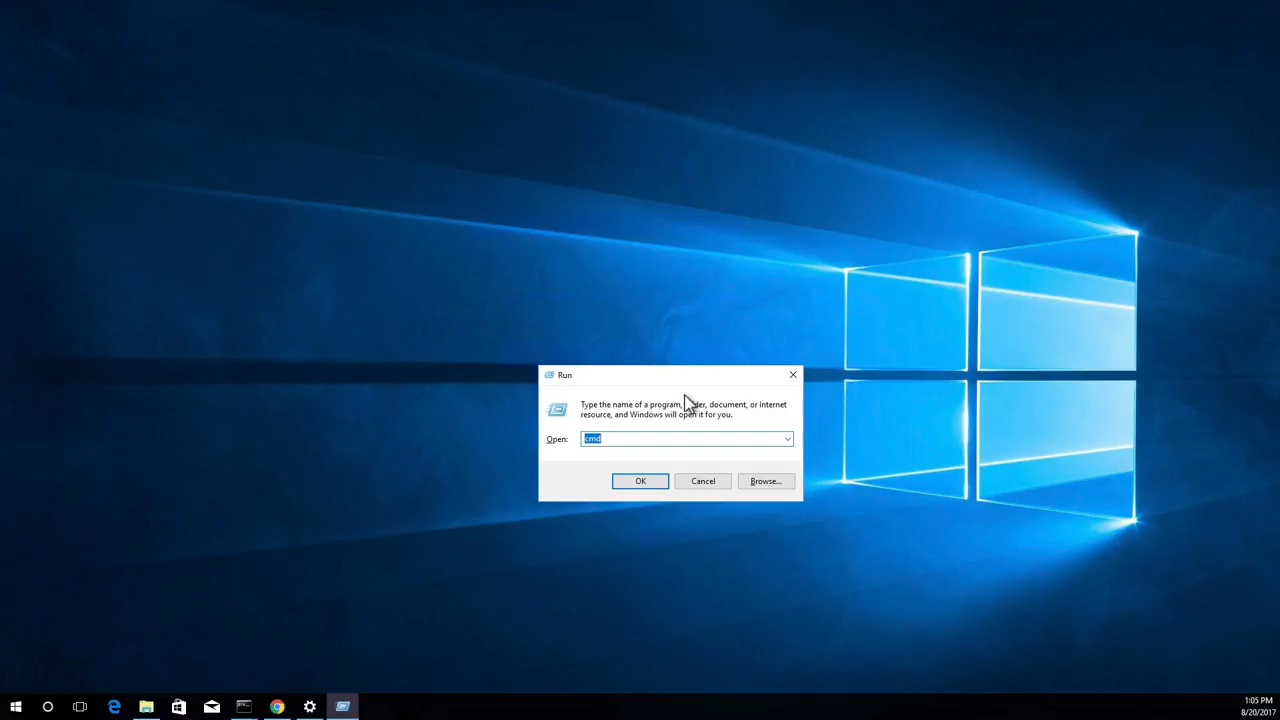 Run
Type the name of a program, der, document, or Internet
resource, and Windows will open it for you.
Open: cmd
OK Cancel Browse...
1:05 PM
8/20/2017